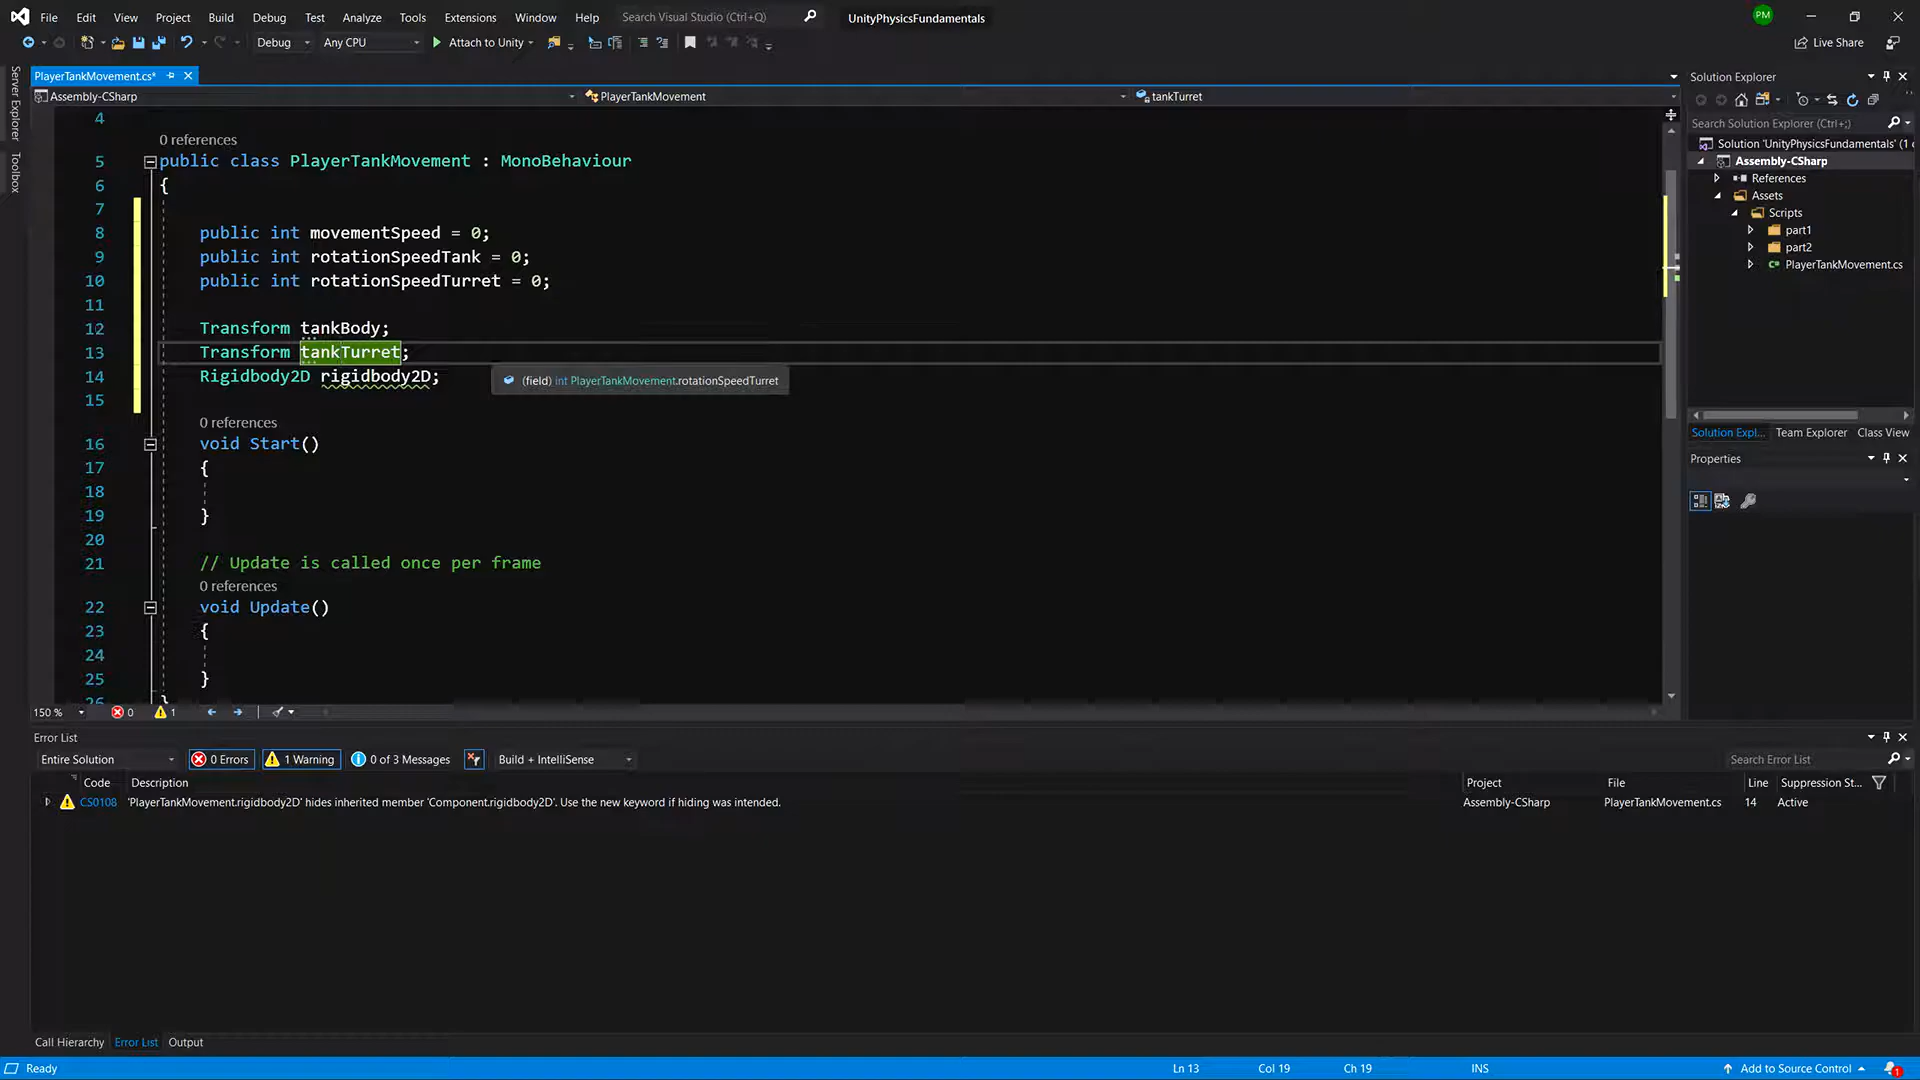 File Edit View Project Build Debug Test Analyze Tools Extensions Window Help Search Visual Studio (Ctrl+Q) UnityPhysicsFundamentals PM
Debug Any CPU Attach to Unity Live Share
Server Explorer
Toolbox
PlayerTankMovement.cs*
Assembly-CSharp PlayerTankMovement tankTurret
4
0 references
5 public class PlayerTankMovement : MonoBehaviour
6 {
7
8 public int movementSpeed = 0;
9 public int rotationSpeedTank = 0;
10 public int rotationSpeedTurret = 0;
11
12 Transform tankBody;
13 Transform tankTurret;
14 Rigidbody2D rigidbody2D;
(field) int PlayerTankMovement.rotationSpeedTurret
15
0 references
16 void Start()
17 {
18
19 }
20
21 // Update is called once per frame
0 references
22 void Update()
23 {
24
25 }
26 }
150 % 0 1
Solution Explorer
Search Solution Explorer (Ctrl+;)
Solution 'UnityPhysicsFundamentals' (1
Assembly-CSharp
References
Assets
Scripts
part1
part2
PlayerTankMovement.cs
Solution Expl... Team Explorer Class View
Properties
Error List
Entire Solution 0 Errors 1 Warning 0 of 3 Messages Build + IntelliSense Search Error List
Code Description Project File Line Suppression St...
CS0108 'PlayerTankMovement.rigidbody2D' hides inherited member 'Component.rigidbody2D'. Use the new keyword if hiding was intended. Assembly-CSharp PlayerTankMovement.cs 14 Active
Call Hierarchy Error List Output
Ready Ln 13 Col 19 Ch 19 INS Add to Source Control 1